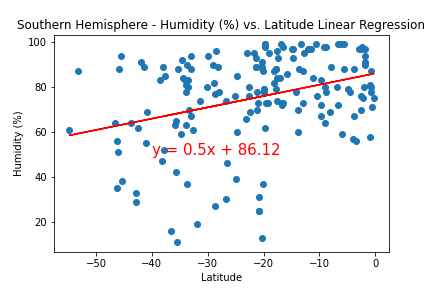 Southern Hemisphere - Humidity (%) vs. Latitude Linear Regression
100
80
60
40
20
Humidity (%)
y = 0.5x + 86.12
−50
−40
−30
−20
−10
0
Latitude